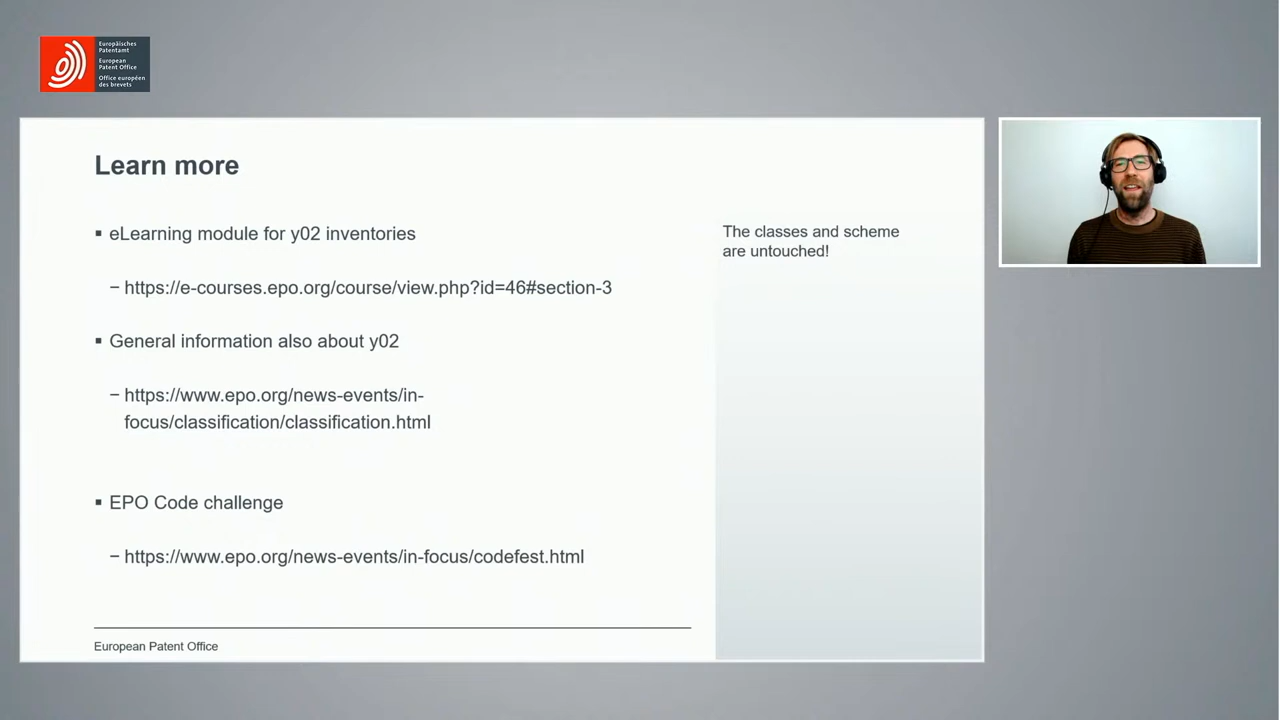 Europäisches
Patentamt
European
Patent Office
Office européen
des brevets
Learn more
▪ eLearning module for y02 inventories
− https://e-courses.epo.org/course/view.php?id=46#section-3
▪ General information also about y02
− https://www.epo.org/news-events/in-
focus/classification/classification.html
▪ EPO Code challenge
− https://www.epo.org/news-events/in-focus/codefest.html
The classes and scheme
are untouched!
European Patent Office